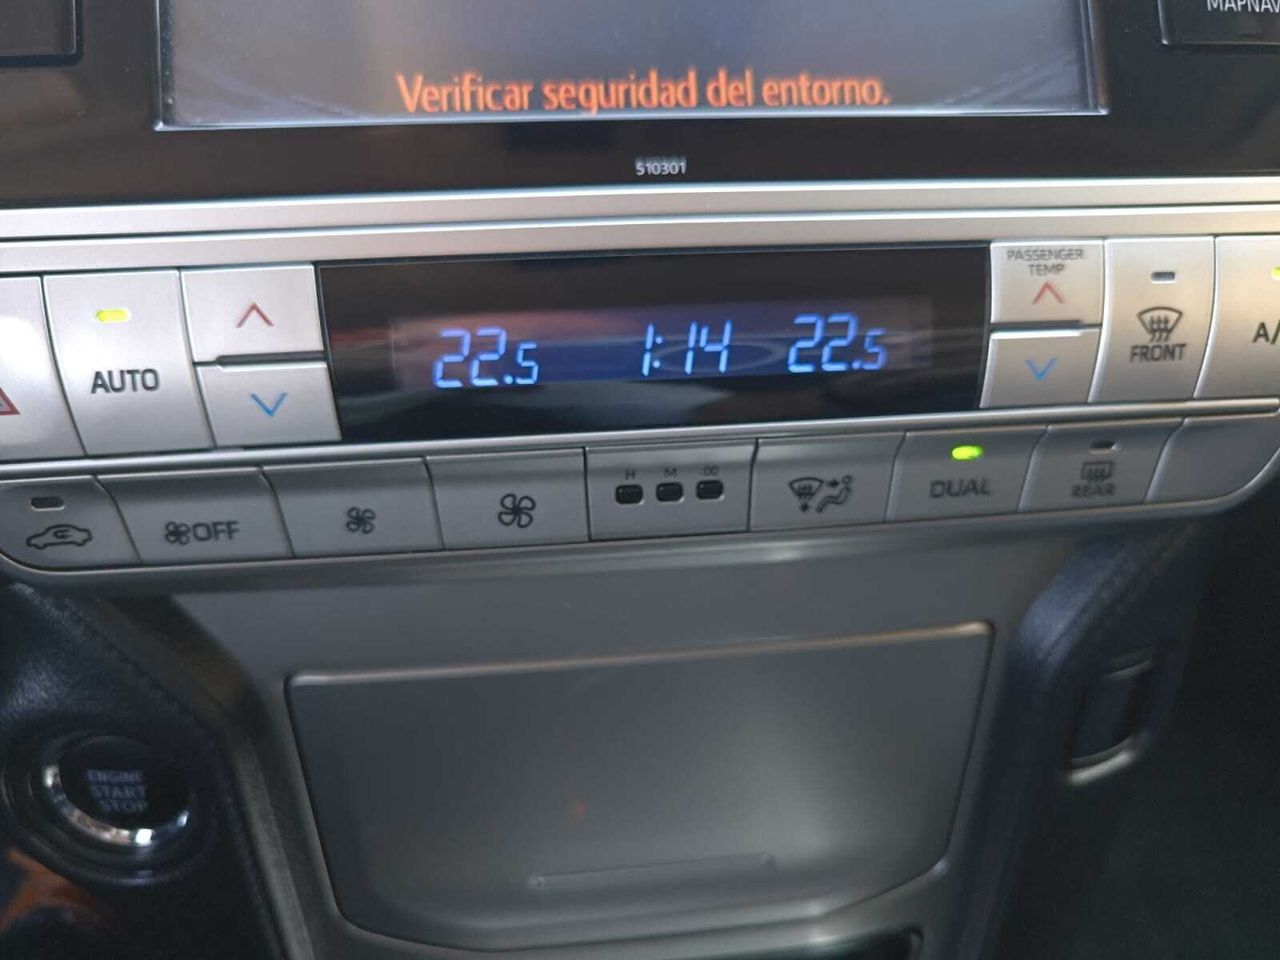 MAPNAV
Verificar seguridad del entorno.
510301
PASSENGER
TEMP
AUTO
22.5 1:14 22.5
FRONT
A/
H M :00
OFF
DUAL
REAR
ENGINE
START
STOP